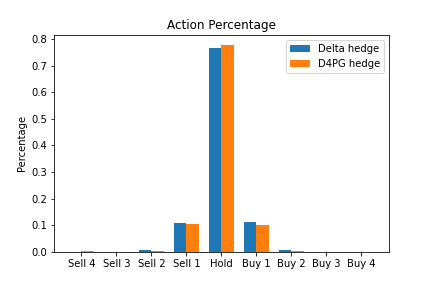 Action Percentage
Delta hedge
D4PG hedge
Percentage
0.8
0.7
0.6
0.5
0.4
0.3
0.2
0.1
0.0
Sell 4 Sell 3 Sell 2 Sell 1 Hold Buy 1 Buy 2 Buy 3 Buy 4